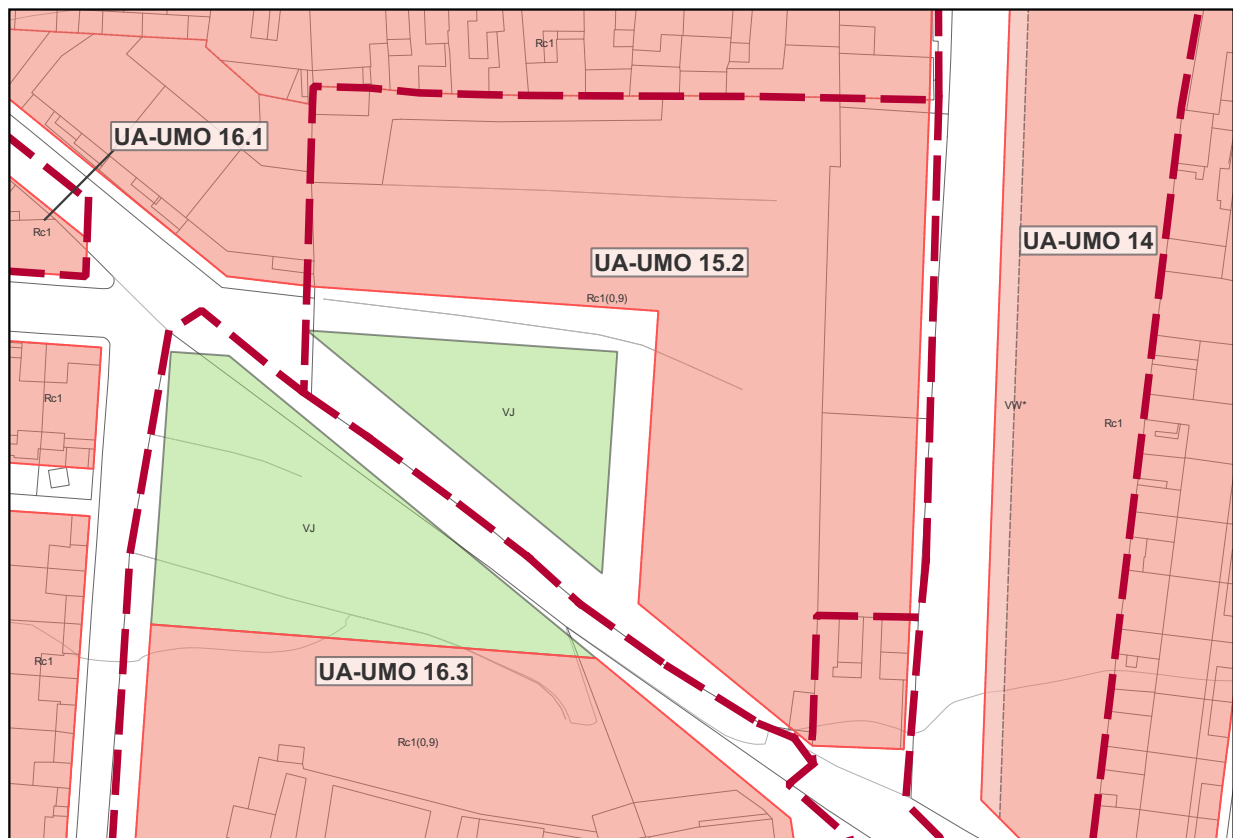 Rc1
UA-UMO 16.1
Rc1
UA-UMO 14
UA-UMO 15.2
Rc1(0,9)
Rc1
VJ
VW*
Rc1
VJ
Rc1
UA-UMO 16.3
Rc1(0,9)